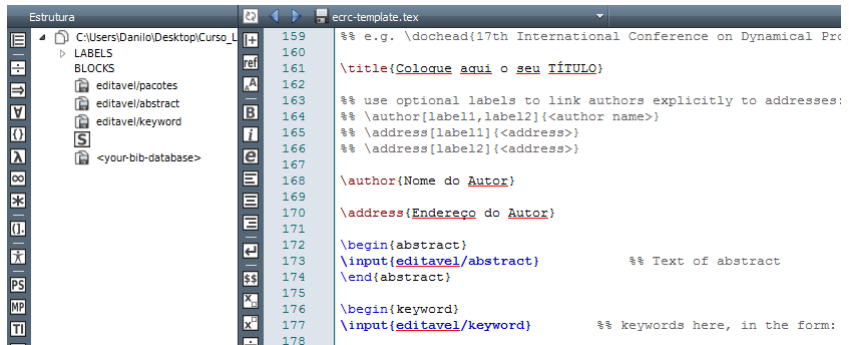 Estrutura
ecrc-template.tex
C:\Users\Danilo\Desktop\Curso_L
LABELS
BLOCKS
editavel/pacotes
editavel/abstract
editavel/keyword
S
<your-bib-database>
ref
A
B
i
e
$$
x
x
{}
λ
∞
*
().
PS
MP
TI
159 %% e.g. \dochead{17th International Conference on Dynamical Pro
160
161 \title{Coloque aqui o seu TÍTULO}
162
163 %% use optional labels to link authors explicitly to addresses:
164 %% \author[label1,label2]{<author name>}
165 %% \address[label1]{<address>}
166 %% \address[label2]{<address>}
167
168 \author{Nome do Autor}
169
170 \address{Endereço do Autor}
171
172 \begin{abstract}
173 \input{editavel/abstract} %% Text of abstract
174 \end{abstract}
175
176 \begin{keyword}
177 \input{editavel/keyword} %% keywords here, in the form:
178